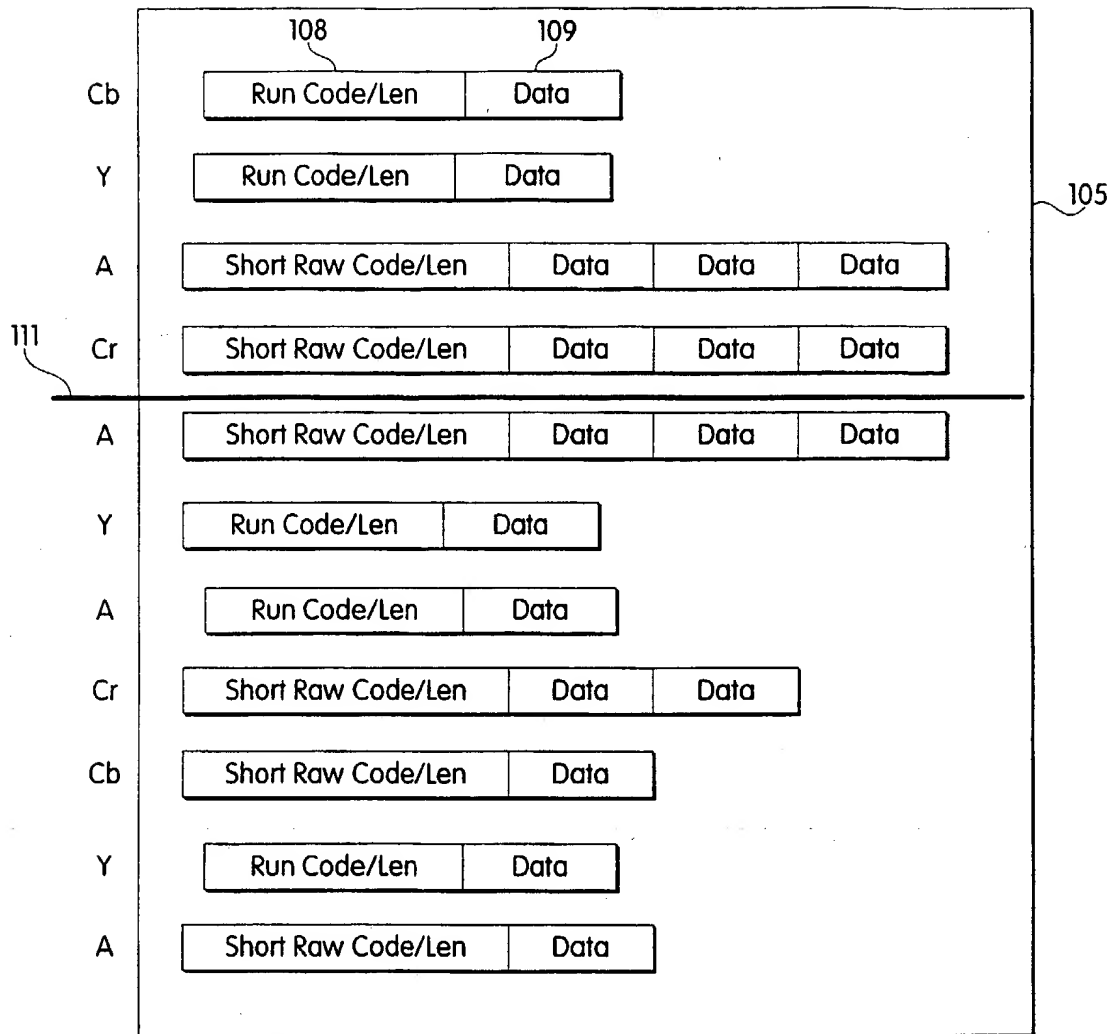 108 109
Cb Run Code/Len Data
Y Run Code/Len Data
105
A Short Raw Code/Len Data Data Data
111
Cr Short Raw Code/Len Data Data Data
A Short Raw Code/Len Data Data Data
Y Run Code/Len Data
A Run Code/Len Data
Cr Short Raw Code/Len Data Data
Cb Short Raw Code/Len Data
Y Run Code/Len Data
A Short Raw Code/Len Data